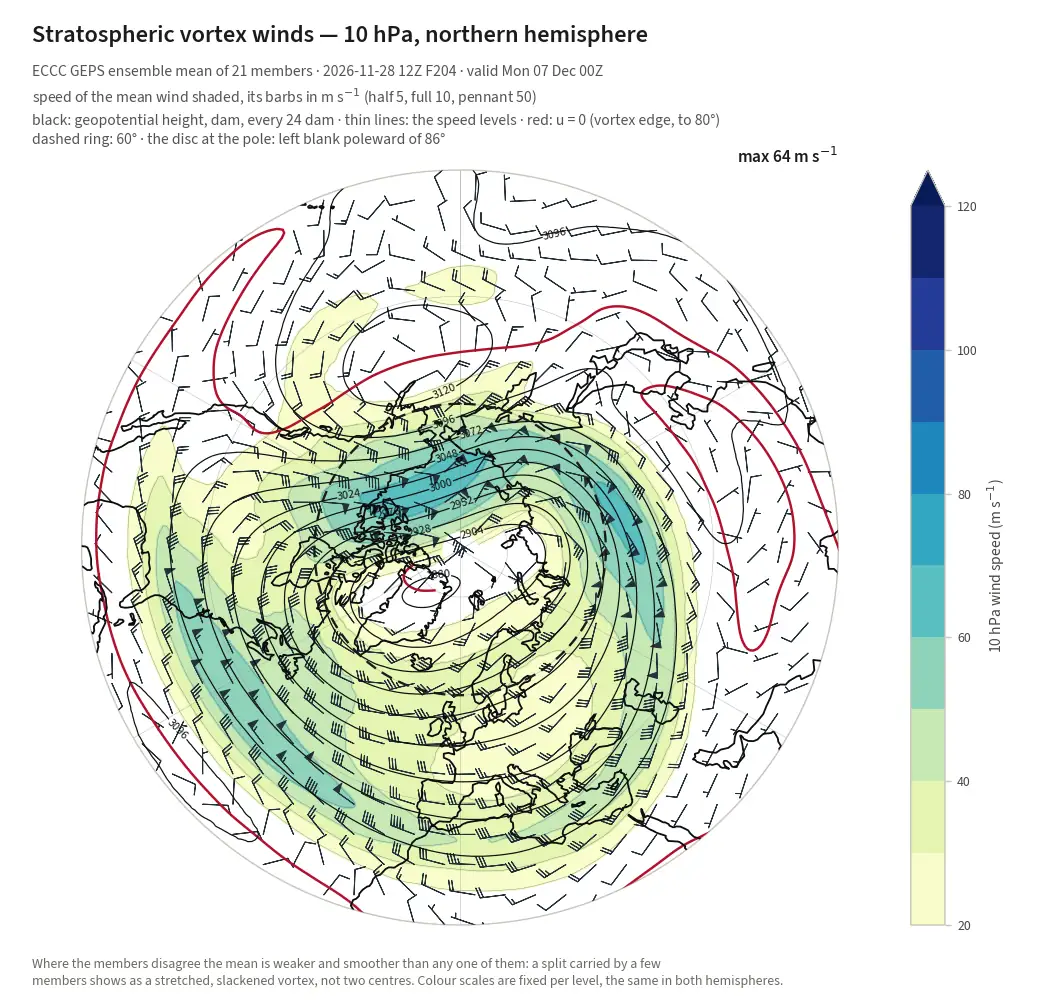 Stratospheric vortex winds — 10 hPa, northern hemisphere
ECCC GEPS ensemble mean of 21 members · 2026-11-28 12Z F204 · valid Mon 07 Dec 00Z
speed of the mean wind shaded, its barbs in m s⁻¹ (half 5, full 10, pennant 50)
black: geopotential height, dam, every 24 dam · thin lines: the speed levels · red: u = 0 (vortex edge, to 80°)
dashed ring: 60° · the disc at the pole: left blank poleward of 86°
max 64 m s⁻¹
120
100
80
60
40
20
10 hPa wind speed (m s⁻¹)
3096
3120
3072
3048
3024
3000
2952
2928
2904
3096
Where the members disagree the mean is weaker and smoother than any one of them: a split carried by a few
members shows as a stretched, slackened vortex, not two centres. Colour scales are fixed per level, the same in both hemispheres.